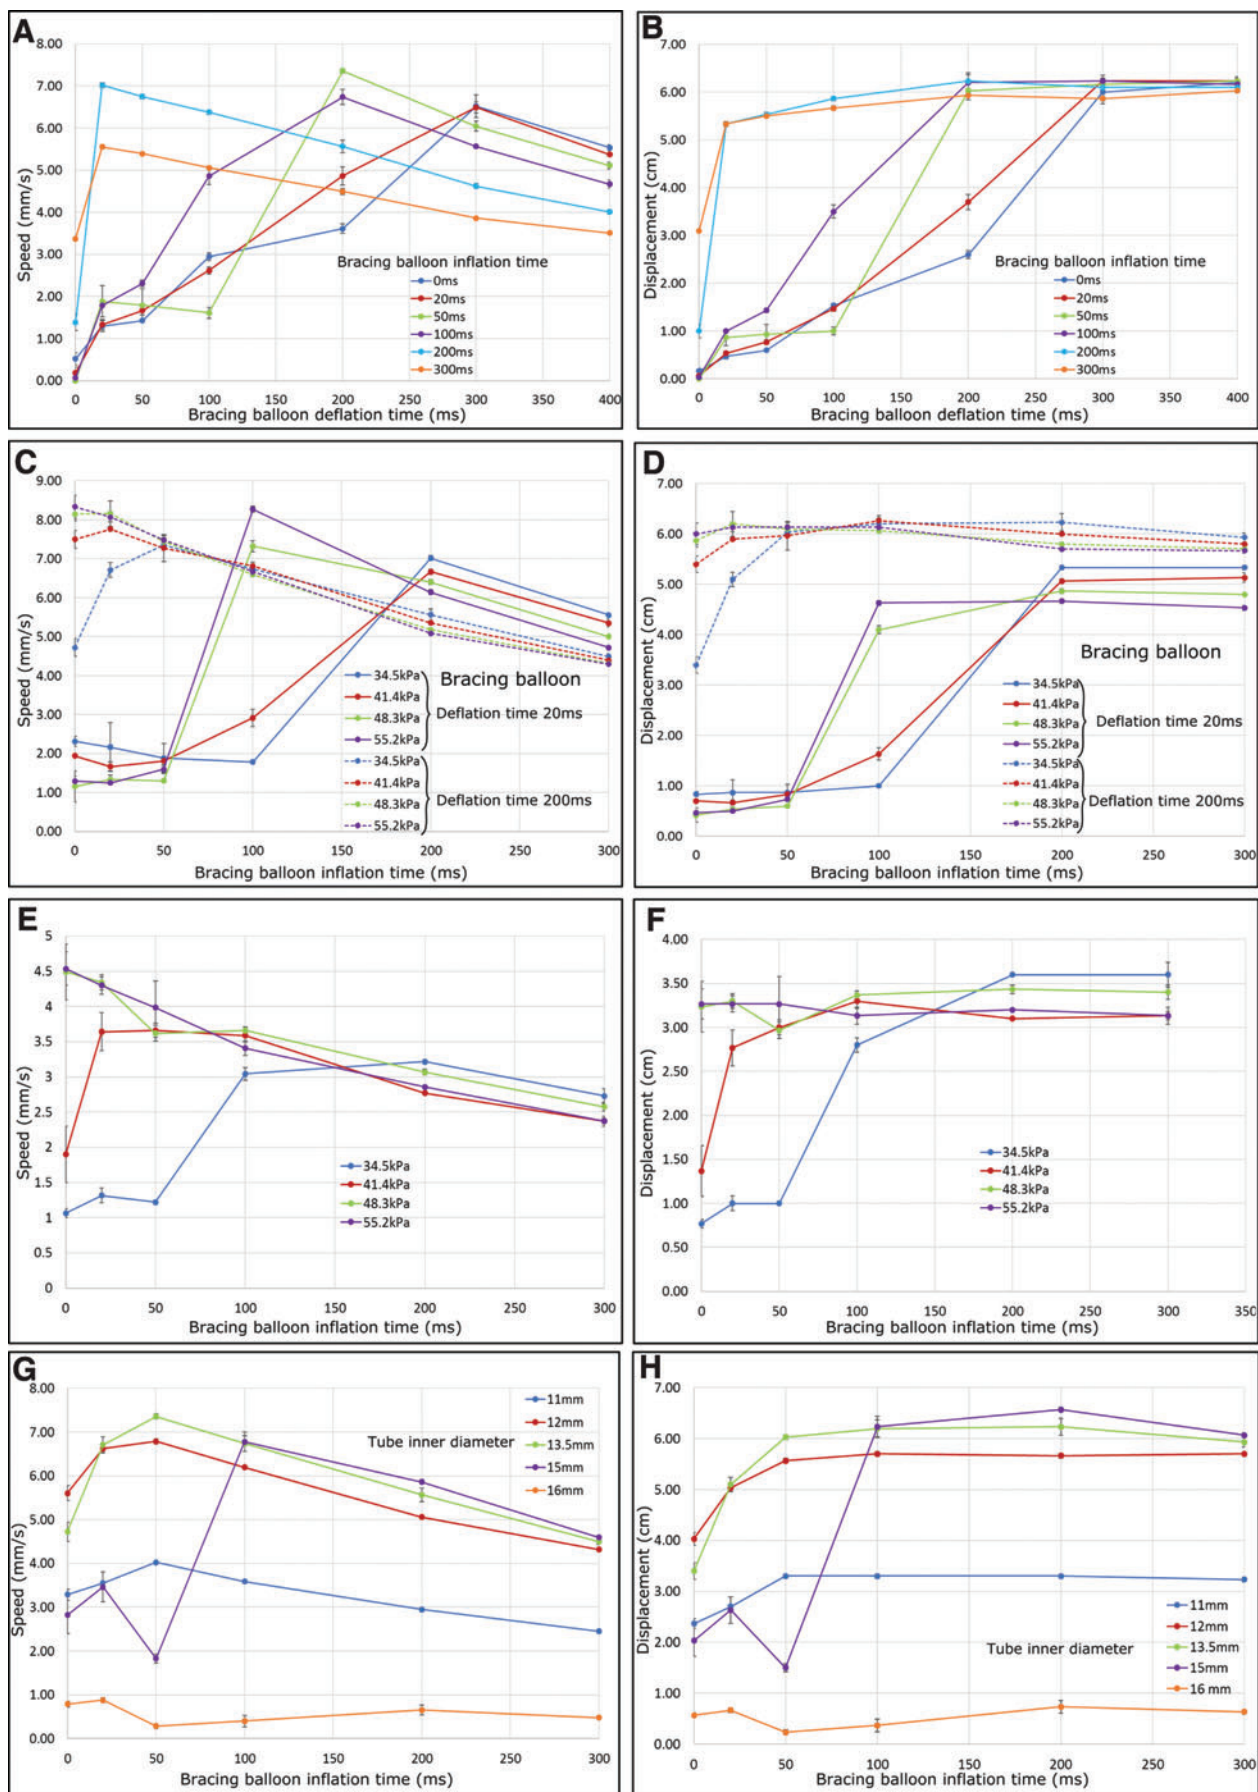 A
8.00
7.00
6.00
5.00
4.00
3.00
2.00
1.00
0.00
Speed (mm/s)
0 50 100 150 200 250 300 350 400
Bracing balloon deflation time (ms)
Bracing balloon inflation time
0ms
20ms
50ms
100ms
200ms
300ms
B
7.00
6.00
5.00
4.00
3.00
2.00
1.00
0.00
Displacement (cm)
0 50 100 150 200 250 300 350 400
Bracing balloon deflation time (ms)
Bracing balloon inflation time
0ms
20ms
50ms
100ms
200ms
300ms
C
9.00
8.00
7.00
6.00
5.00
4.00
3.00
2.00
1.00
0.00
Speed (mm/s)
0 50 100 150 200 250 300
Bracing balloon inflation time (ms)
Bracing balloon
34.5kPa
41.4kPa
48.3kPa
55.2kPa
Deflation time 20ms
34.5kPa
41.4kPa
48.3kPa
55.2kPa
Deflation time 200ms
D
7.00
6.00
5.00
4.00
3.00
2.00
1.00
0.00
Displacement (cm)
0 50 100 150 200 250 300
Bracing balloon inflation time (ms)
Bracing balloon
34.5kPa
41.4kPa
48.3kPa
55.2kPa
Deflation time 20ms
34.5kPa
41.4kPa
48.3kPa
55.2kPa
Deflation time 200ms
E
5
4.5
4
3.5
3
2.5
2
1.5
1
0.5
0
Speed (mm/s)
0 50 100 150 200 250 300
Bracing balloon inflation time (ms)
34.5kPa
41.4kPa
48.3kPa
55.2kPa
F
4.00
3.50
3.00
2.50
2.00
1.50
1.00
0.50
0.00
Displacement (cm)
0 50 100 150 200 250 300 350
Bracing balloon inflation time (ms)
34.5kPa
41.4kPa
48.3kPa
55.2kPa
G
8.00
7.00
6.00
5.00
4.00
3.00
2.00
1.00
0.00
Speed (mm/s)
0 50 100 150 200 250 300
Bracing balloon inflation time (ms)
Tube inner diameter
11mm
12mm
13.5mm
15mm
16mm
H
7.00
6.00
5.00
4.00
3.00
2.00
1.00
0.00
Displacement (cm)
0 50 100 150 200 250 300
Bracing balloon inflation time (ms)
Tube inner diameter
11mm
12mm
13.5mm
15mm
16 mm